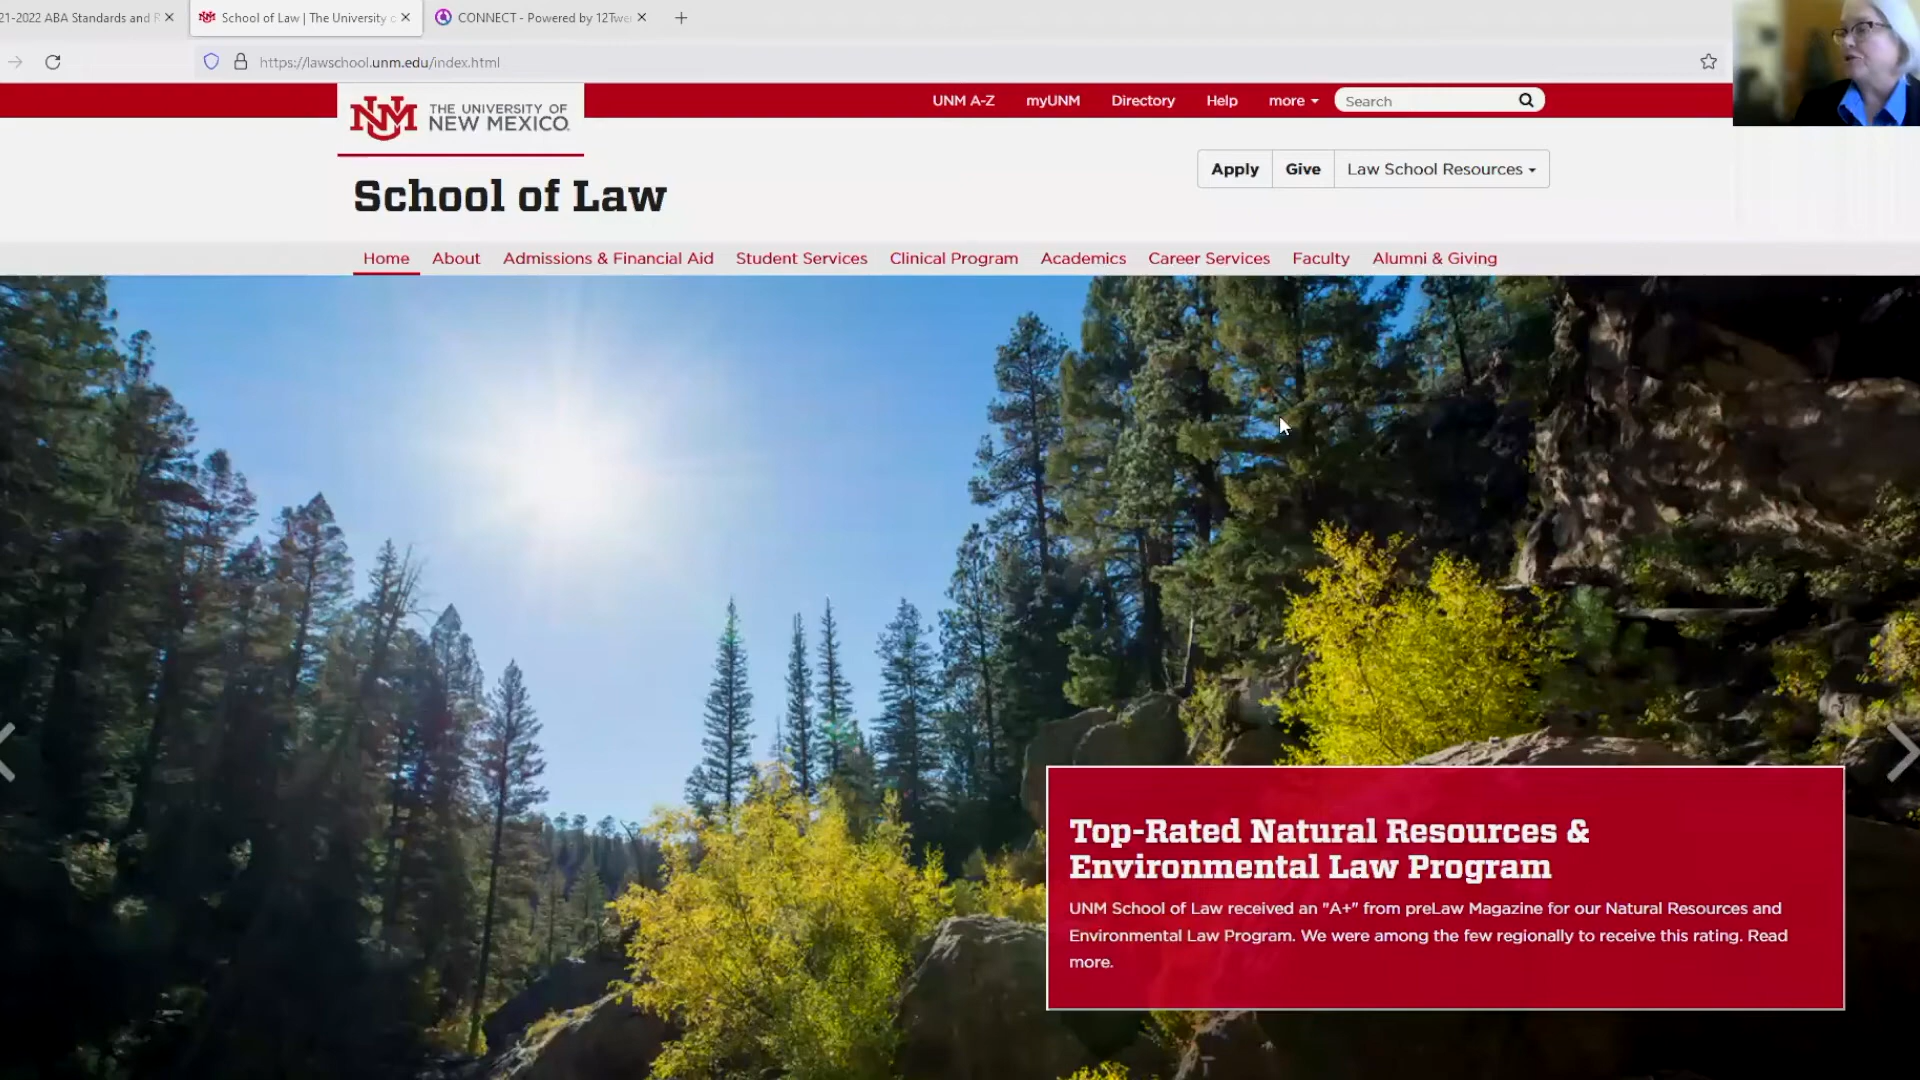 21-2022 ABA Standards and R
School of Law | The University o
CONNECT - Powered by 12Twe
https://lawschool.unm.edu/index.html
UNM A-Z myUNM Directory Help more Search
NM THE UNIVERSITY OF
NEW MEXICO
Apply Give Law School Resources
School of Law
Home About Admissions & Financial Aid Student Services Clinical Program Academics Career Services Faculty Alumni & Giving
Top-Rated Natural Resources &
Environmental Law Program
UNM School of Law received an "A+" from preLaw Magazine for our Natural Resources and
Environmental Law Program. We were among the few regionally to receive this rating. Read
more.